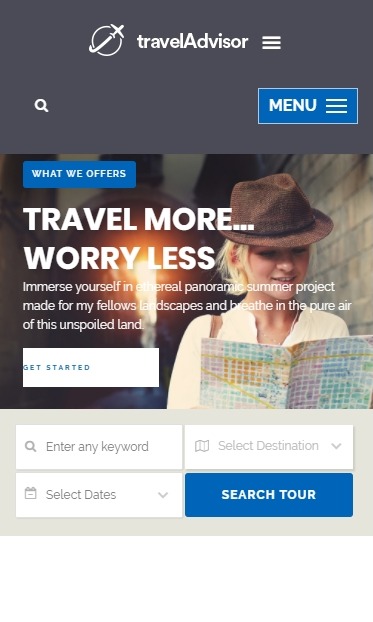 travelAdvisor
MENU
WHAT WE OFFERS
TRAVEL MORE...
WORRY LESS
Immerse yourself in ethereal panoramic summer project
made for my fellows landscapes and breathe in the pure air
of this unspoiled land.
GET STARTED
Enter any keyword
Select Destination
Select Dates
SEARCH TOUR